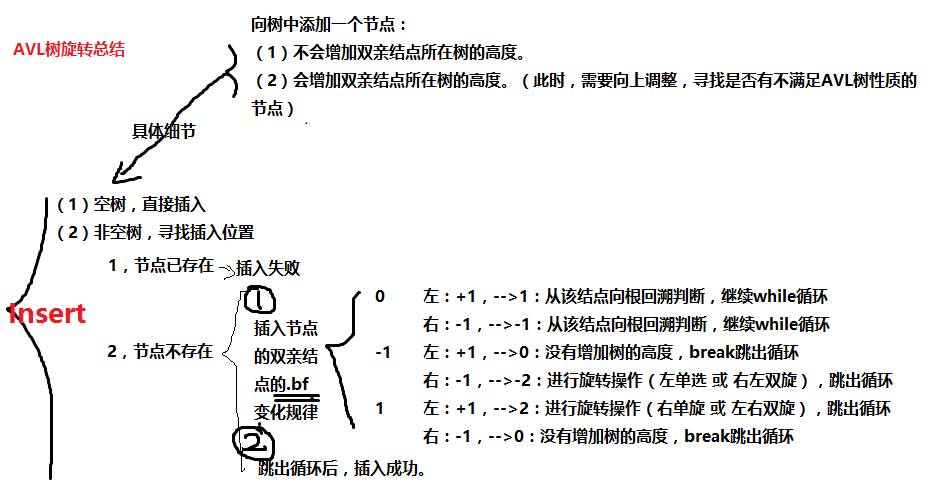 AVL树旋转总结
向树中添加一个节点：
（1）不会增加双亲结点所在树的高度。
（2）会增加双亲结点所在树的高度。（此时，需要向上调整，寻找是否有不满足AVL树性质的
节点）
具体细节
（1）空树，直接插入
（2）非空树，寻找插入位置
1，节点已存在
插入失败
Insert
2，节点不存在
1
插入节点
的双亲结
点的.bf
变化规律
0 左：+1，-->1：从该结点向根回溯判断，继续while循环
右：-1，-->-1：从该结点向根回溯判断，继续while循环
-1 左：+1，-->0：没有增加树的高度，break跳出循环
右：-1，-->-2：进行旋转操作（左单选 或 右左双旋），跳出循环
1 左：+1，-->2：进行旋转操作（右单旋 或 左右双旋），跳出循环
右：-1，-->0：没有增加树的高度，break跳出循环
2
跳出循环后，插入成功。